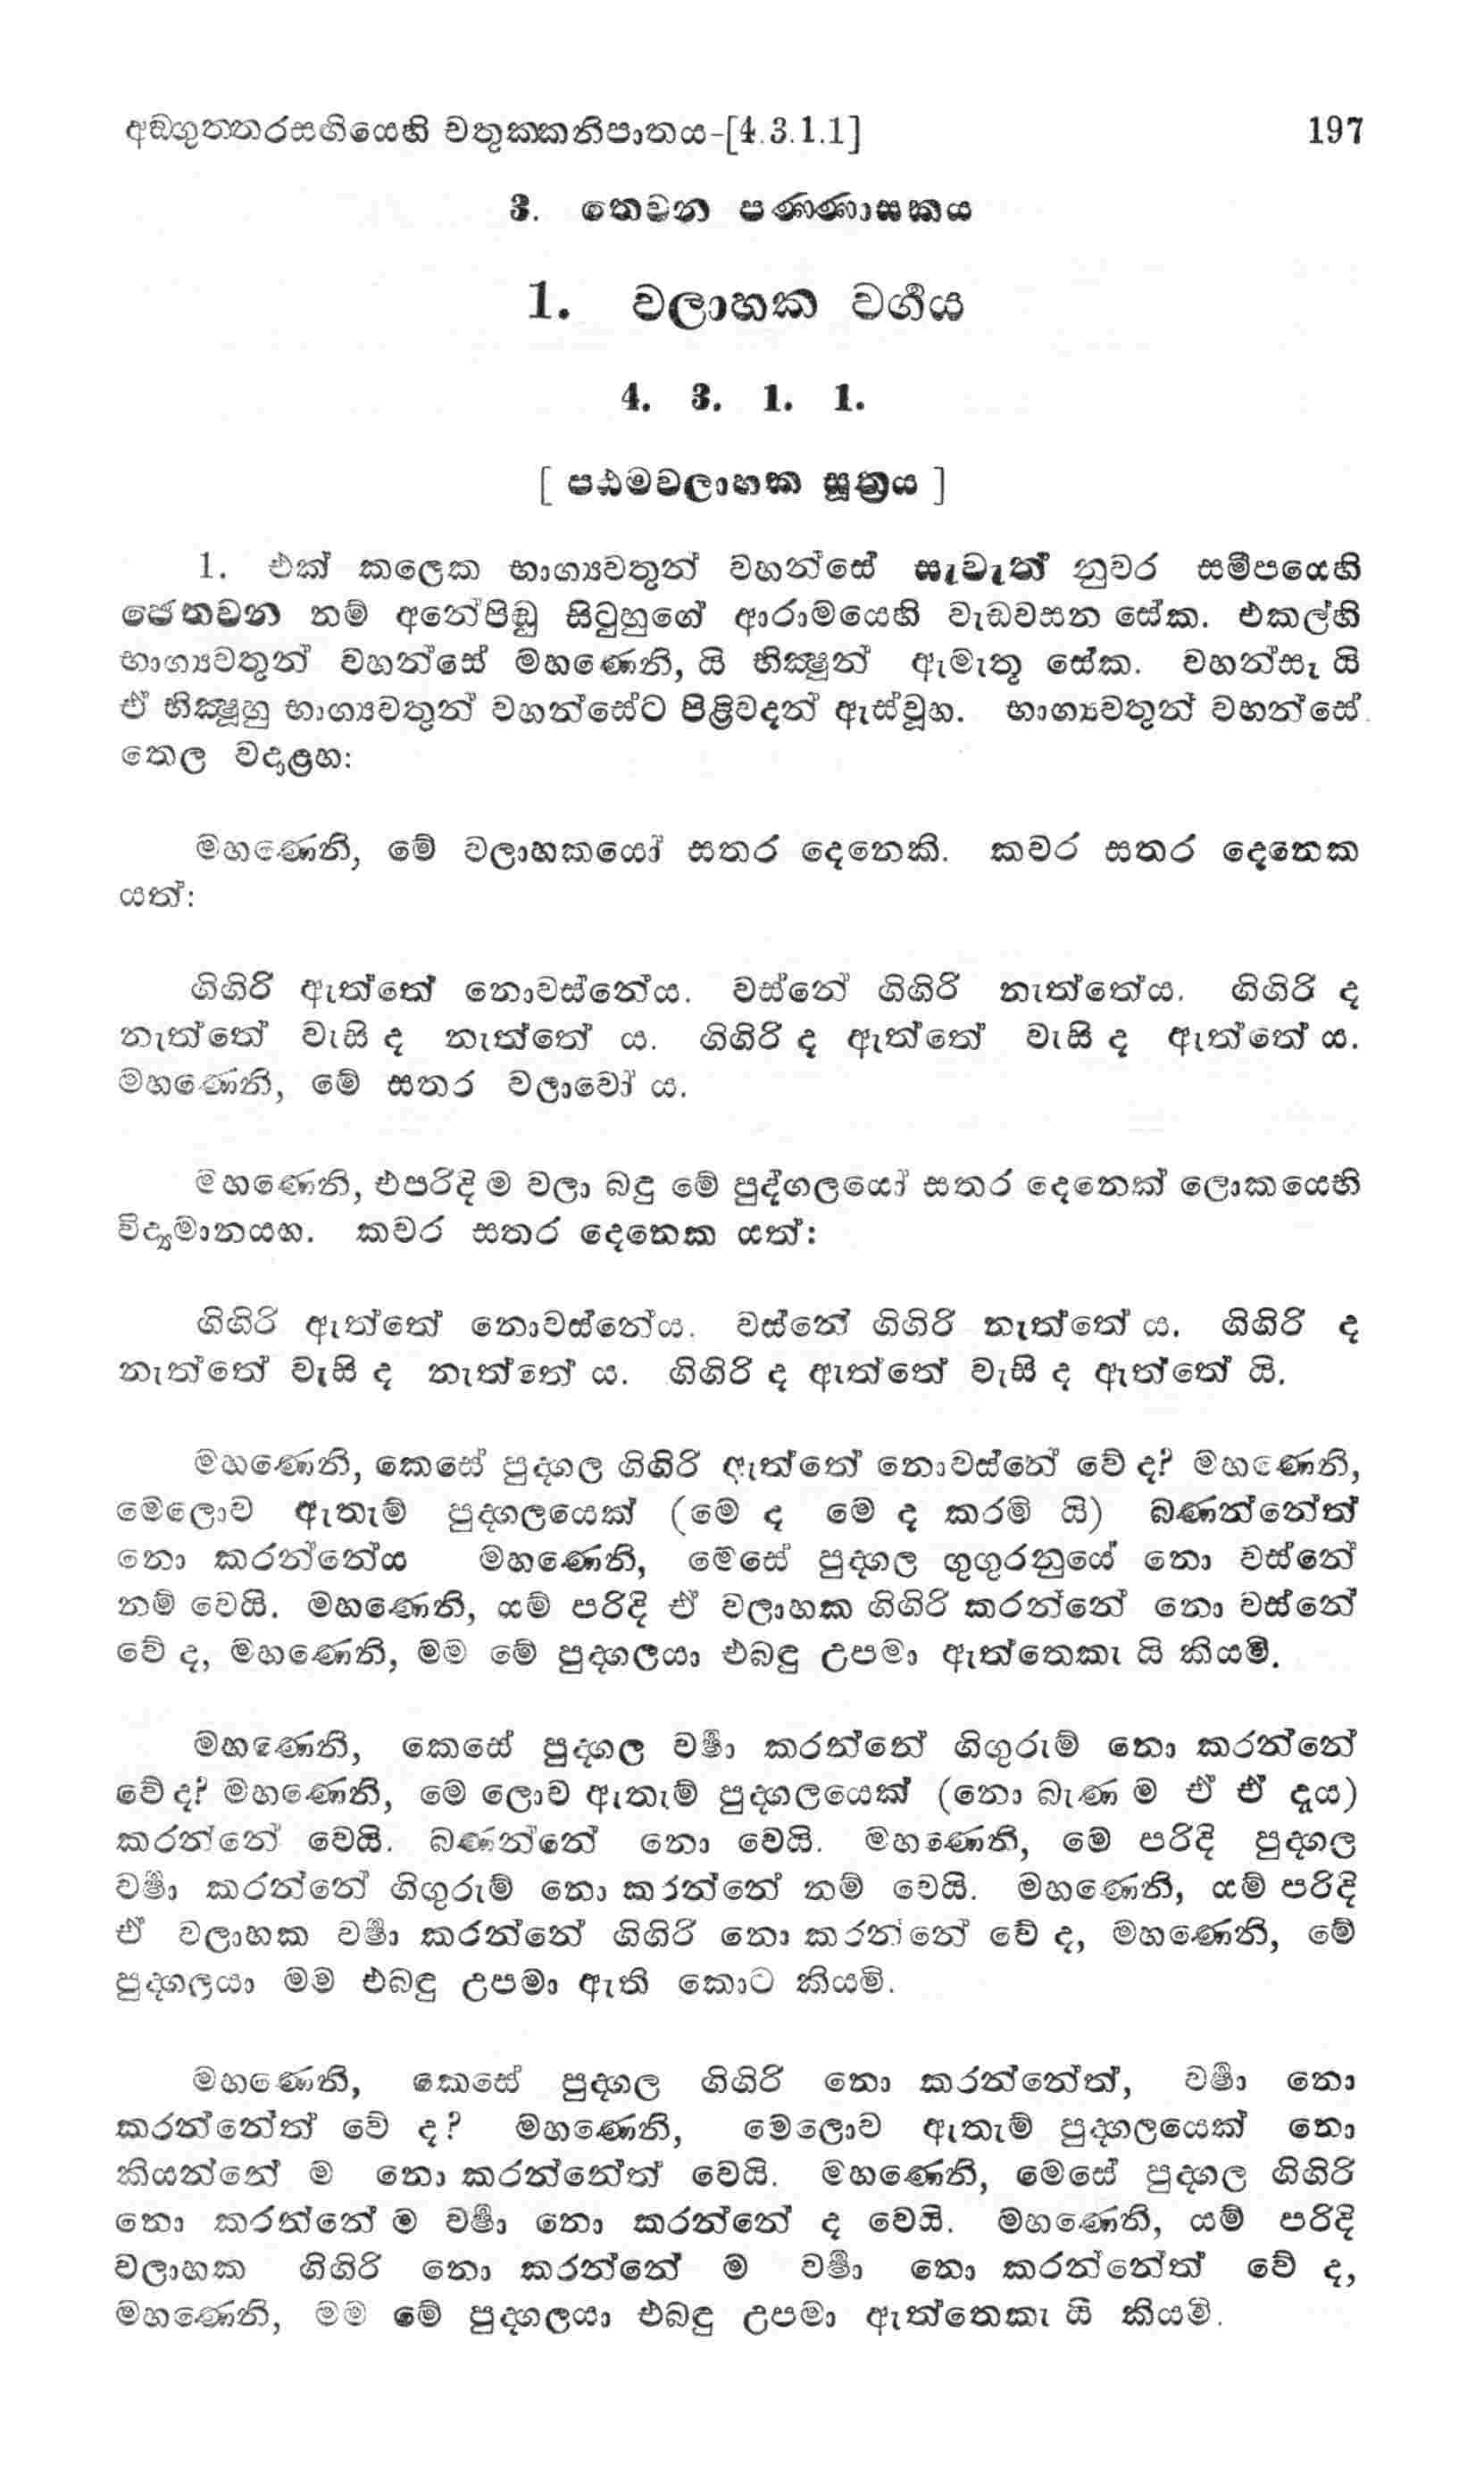 අඞ්ගුත්තරසඟියෙහි චතුක්කනිපාතය-[4.3.1.1] 197
3. තෙවන පණ්ණාසකය
1. වලාහක වර්‍ගය
4. 3. 1. 1.
[ පඨමවලාහක සූත්‍රය ]
1. එක් කලෙක භාග්‍යවතුන් වහන්සේ සැවැත් නුවර සමීපයෙහි
ජෙතවන නම් අනේපිඬු සිටුහුගේ ආරාමයෙහි වැඩවසන සේක. එකල්හි
භාග්‍යවතුන් වහන්සේ මහණෙනි, යි භික්‍ෂූන් ඇමැතූ සේක. වහන්සැ යි
ඒ භික්‍ෂූහු භාග්‍යවතුන් වහන්සේට පිළිවදන් ඇස්වූහ. භාග්‍යවතුන් වහන්සේ
තෙල වදාළහ:
මහණෙනි, මේ වලාහකයෝ සතර දෙනෙකි. කවර සතර දෙනෙක
යත්:
ගිගිරි ඇත්තේ නොවස්නේය. වස්නේ ගිගිරි නැත්තේය. ගිගිරි ද
නැත්තේ වැසි ද නැත්තේ ය. ගිගිරි ද ඇත්තේ වැසි ද ඇත්තේ ය.
මහණෙනි, මේ සතර වලාවෝ ය.
මහණෙනි, එපරිදි ම වලා බඳු මේ පුද්ගලයෝ සතර දෙනෙක් ලොකයෙහි
විද්‍යමානයහ. කවර සතර දෙනෙක යත්:
ගිගිරි ඇත්තේ නොවස්නේය. වස්නේ ගිගිරි නැත්තේ ය. ගිගිරි ද
නැත්තේ වැසි ද නැත්තේ ය. ගිගිරි ද ඇත්තේ වැසි ද ඇත්තේ යි.
මහණෙනි, කෙසේ පුද්ගල ගිගිරි ඇත්තේ නොවස්නේ වේ ද? මහණෙනි,
මෙලොව ඇතැම් පුද්ගලයෙක් (මෙ ද මෙ ද කරමි යි) බණන්නේත්
නො කරන්නේය මහණෙනි, මෙසේ පුද්ගල ගුගුරනුයේ නො වස්නේ
නම් වෙයි. මහණෙනි, යම් පරිදි ඒ වලාහක ගිගිරි කරන්නේ නො වස්නේ
වේ ද, මහණෙනි, මම මේ පුද්ගලයා එබඳු උපමා ඇත්තෙකැ යි කියමි.
මහණෙනි, කෙසේ පුද්ගල වර්‍ෂා කරන්නේ ගිගුරුම් නො කරන්නේ
වේ ද? මහණෙනි, මෙ ලොව ඇතැම් පුද්ගලයෙක් (නො බැණ ම ඒ ඒ දෑය)
කරන්නේ වෙයි. බණන්නේ නො වෙයි. මහණෙනි, මෙ පරිදි පුද්ගල
වර්‍ෂා කරන්නේ ගිගුරුම් නො කරන්නේ නම් වෙයි. මහණෙනි, යම් පරිදි
ඒ වලාහක වර්‍ෂා කරන්නේ ගිගිරි නො කරන්නේ වේ ද, මහණෙනි, මේ
පුද්ගලයා මම එබඳු උපමා ඇති කොට කියමි.
මහණෙනි, කෙසේ පුද්ගල ගිගිරි නො කරන්නේත්, වර්‍ෂා නො
කරන්නේත් වේ ද? මහණෙනි, මෙලොව ඇතැම් පුද්ගලයෙක් නො
කියන්නේ ම නො කරන්නේත් වෙයි. මහණෙනි, මෙසේ පුද්ගල ගිගිරි
නො කරන්නේ ම වර්‍ෂා නො කරන්නේ ද වෙයි. මහණෙනි, යම් පරිදි
වලාහක ගිගිරි නො කරන්නේ ම වර්‍ෂා නො කරන්නේත් වේ ද,
මහණෙනි, මම මේ පුද්ගලයා එබඳු උපමා ඇත්තෙකැ යි කියමි.